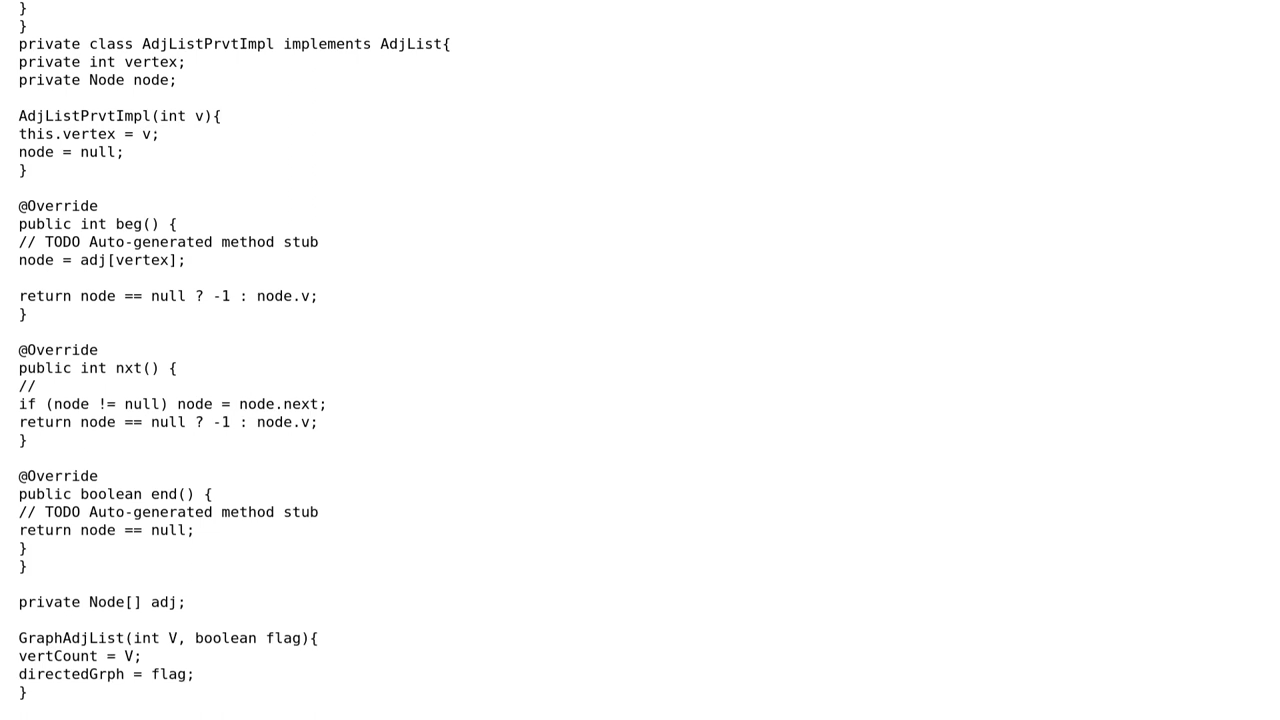 }
}
private class AdjListPrvtImpl implements AdjList{
private int vertex;
private Node node;
AdjListPrvtImpl(int v){
this.vertex = v;
node = null;
}
@Override
public int beg() {
// TODO Auto-generated method stub
node = adj[vertex];
return node == null ? -1 : node.v;
}
@Override
public int nxt() {
//
if (node != null) node = node.next;
return node == null ? -1 : node.v;
}
@Override
public boolean end() {
// TODO Auto-generated method stub
return node == null;
}
}
private Node[] adj;
GraphAdjList(int V, boolean flag){
vertCount = V;
directedGrph = flag;
}